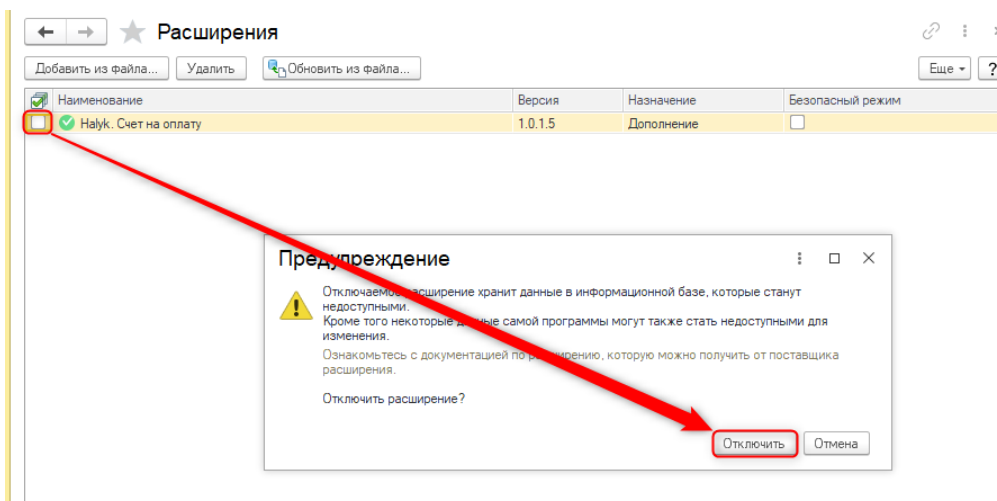 Расширения
Добавить из файла... Удалить Обновить из файла... Еще ?
Наименование Версия Назначение Безопасный режим
Halyk. Счет на оплату 1.0.1.5 Дополнение
Предупреждение
Отключаемое расширение хранит данные в информационной базе, которые станут
недоступными.
Кроме того некоторые данные самой программы могут также стать недоступными для
изменения.
Ознакомьтесь с документацией по расширению, которую можно получить от поставщика
расширения.
Отключить расширение?
Отключить Отмена